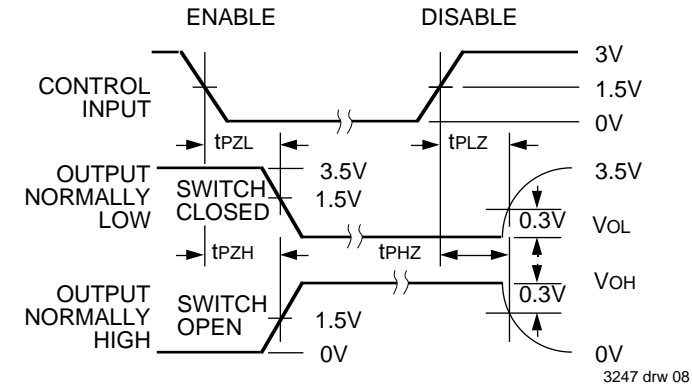 ENABLE DISABLE
3V
CONTROL
INPUT
1.5V
0V
tPZL tPLZ
OUTPUT
NORMALLY
LOW
SWITCH
CLOSED
3.5V
1.5V
3.5V
0.3V VOL
tPZH tPHZ
OUTPUT
NORMALLY
HIGH
SWITCH
OPEN
1.5V
0V
VOH
0.3V
0V
3247 drw 08